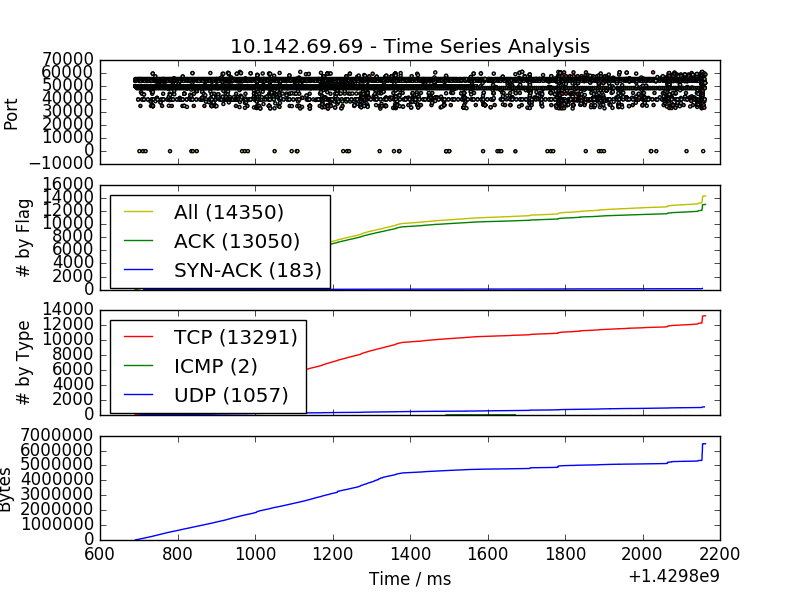 10.142.69.69 - Time Series Analysis
70000
60000
50000
40000
30000
20000
10000
0
−10000
Port
16000
14000
12000
10000
8000
6000
4000
2000
0
# by Flag
All (14350)
ACK (13050)
SYN-ACK (183)
14000
12000
10000
8000
6000
4000
2000
0
# by Type
TCP (13291)
ICMP (2)
UDP (1057)
7000000
6000000
5000000
4000000
3000000
2000000
1000000
0
Bytes
600 800 1000 1200 1400 1600 1800 2000 2200
Time / ms
+1.4298e9